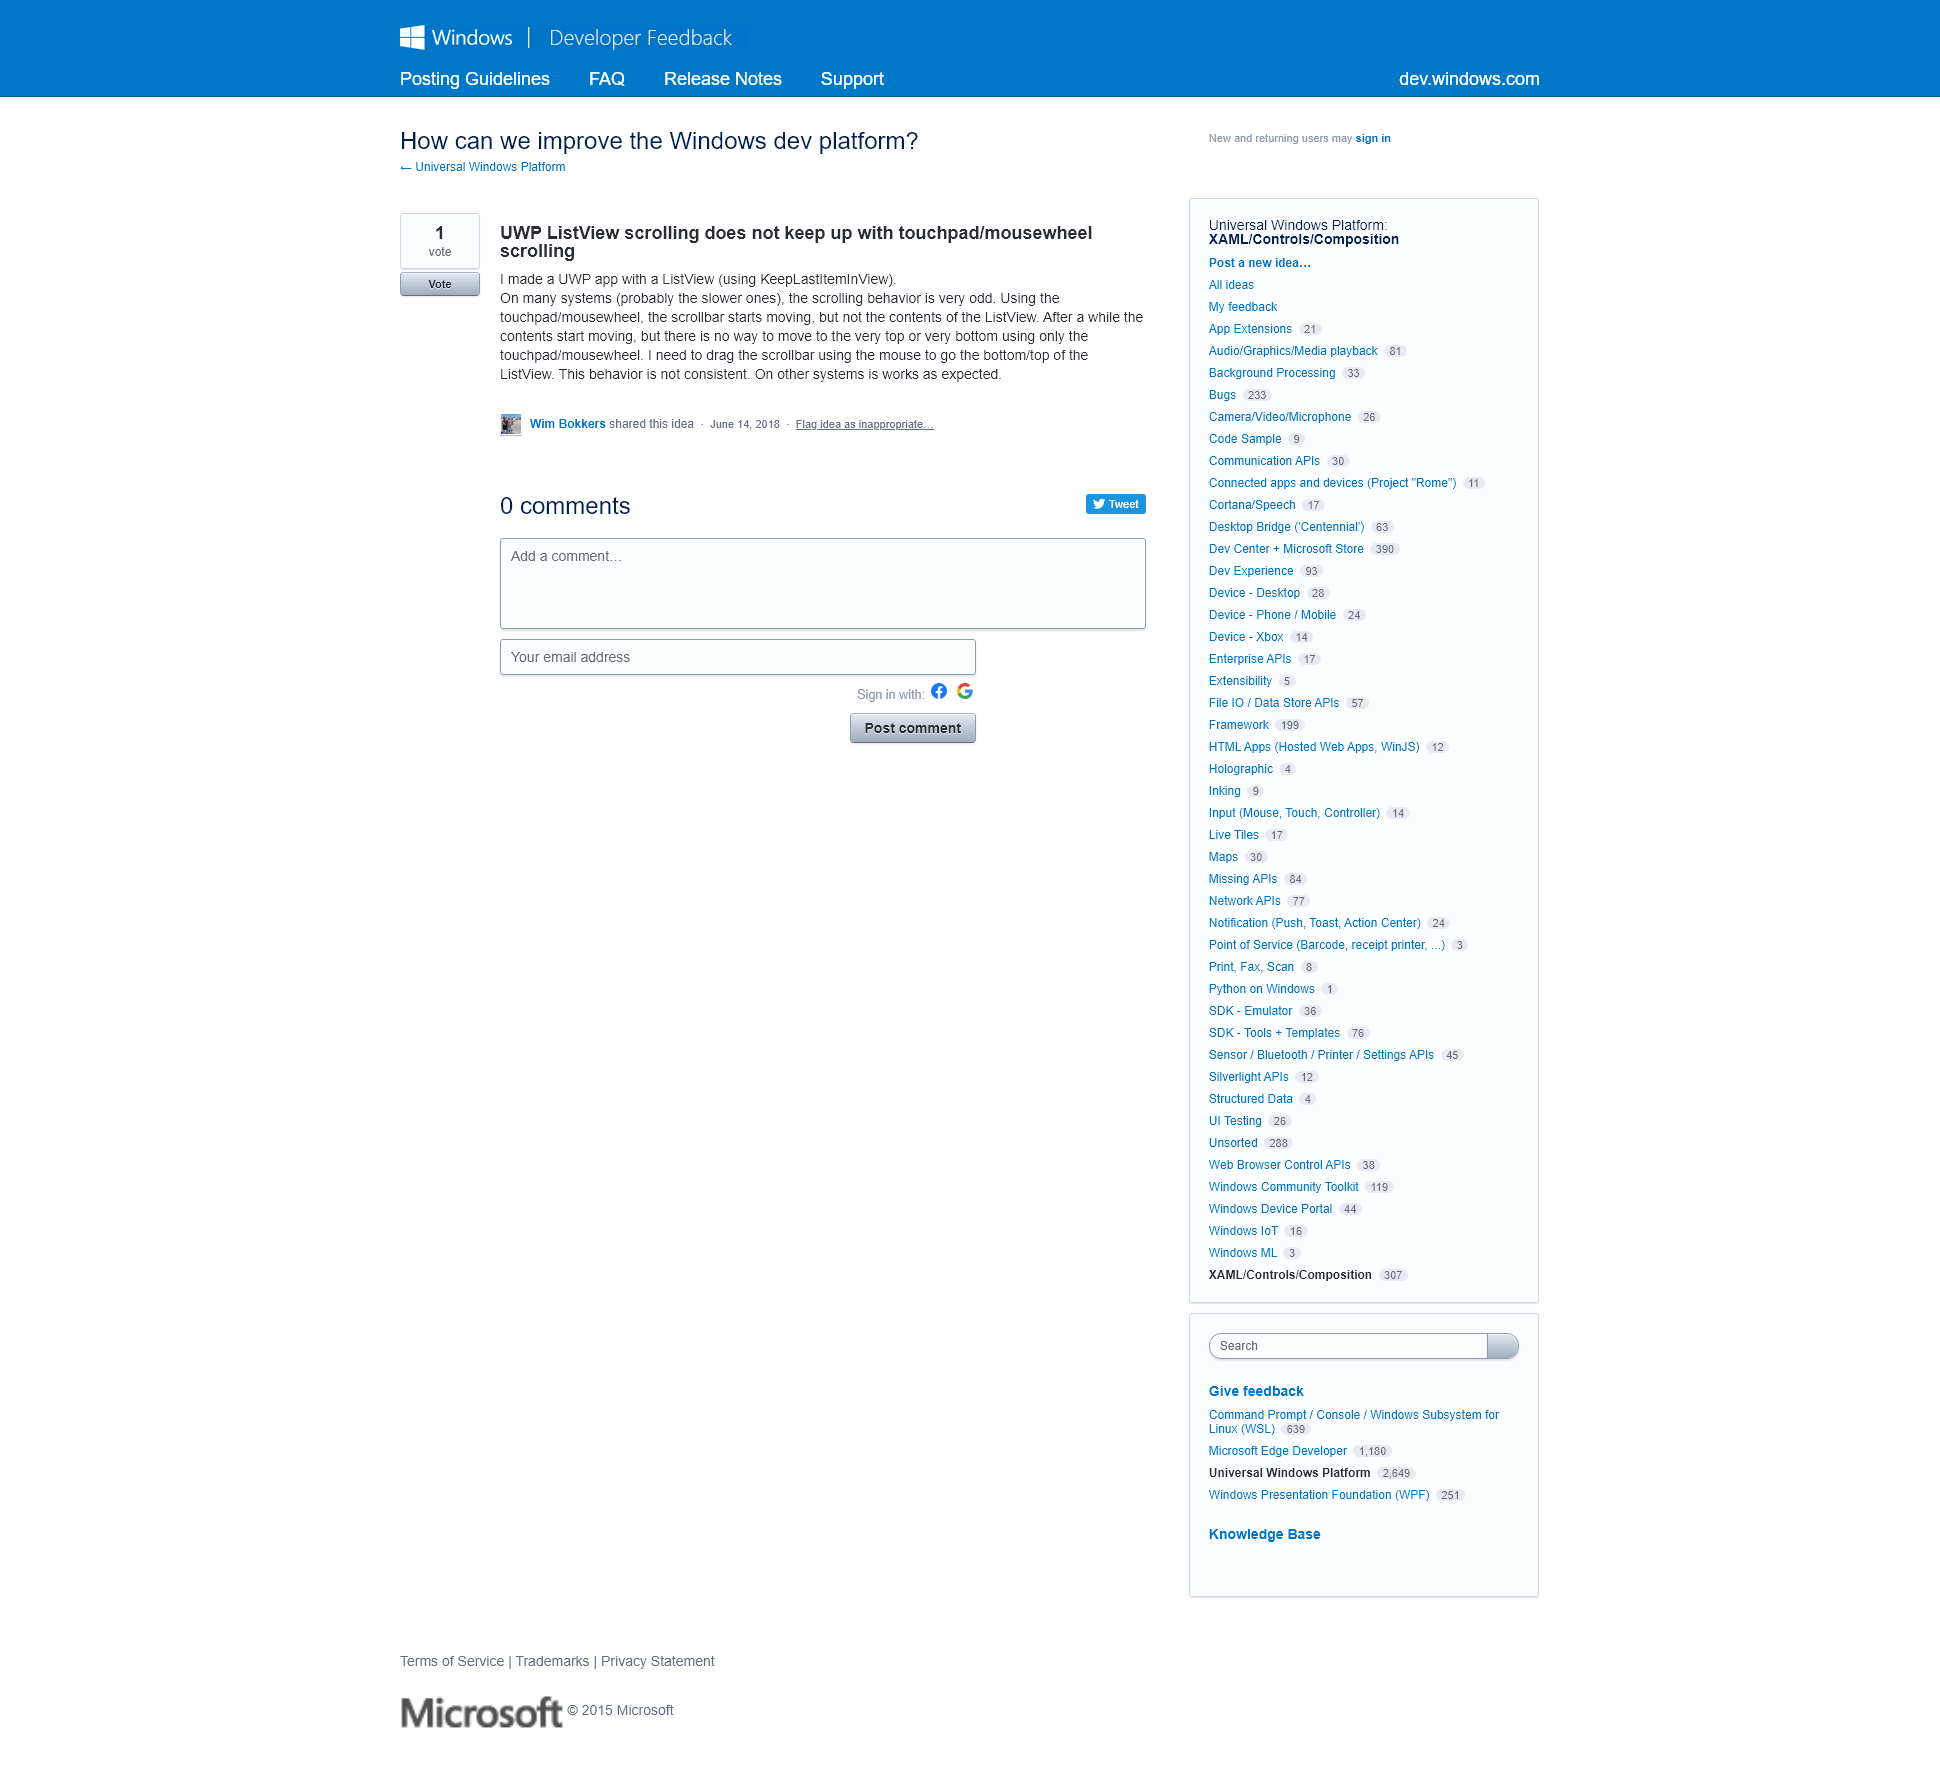 Windows | Developer Feedback
Posting Guidelines FAQ Release Notes Support dev.windows.com
How can we improve the Windows dev platform?
← Universal Windows Platform
New and returning users may sign in
1
vote
Vote
UWP ListView scrolling does not keep up with touchpad/mousewheel
scrolling
I made a UWP app with a ListView (using KeepLastItemInView).
On many systems (probably the slower ones), the scrolling behavior is very odd. Using the
touchpad/mousewheel, the scrollbar starts moving, but not the contents of the ListView. After a while the
contents start moving, but there is no way to move to the very top or very bottom using only the
touchpad/mousewheel. I need to drag the scrollbar using the mouse to go the bottom/top of the
ListView. This behavior is not consistent. On other systems is works as expected.
Wim Bokkers shared this idea · June 14, 2018 · Flag idea as inappropriate…
0 comments
Tweet
Add a comment…
Your email address
Sign in with:
Post comment
Universal Windows Platform:
XAML/Controls/Composition
Post a new idea…
All ideas
My feedback
App Extensions 21
Audio/Graphics/Media playback 81
Background Processing 33
Bugs 233
Camera/Video/Microphone 26
Code Sample 9
Communication APIs 30
Connected apps and devices (Project "Rome") 11
Cortana/Speech 17
Desktop Bridge ('Centennial') 63
Dev Center + Microsoft Store 390
Dev Experience 93
Device - Desktop 28
Device - Phone / Mobile 24
Device - Xbox 14
Enterprise APIs 17
Extensibility 5
File IO / Data Store APIs 57
Framework 199
HTML Apps (Hosted Web Apps, WinJS) 12
Holographic 4
Inking 9
Input (Mouse, Touch, Controller) 14
Live Tiles 17
Maps 30
Missing APIs 84
Network APIs 77
Notification (Push, Toast, Action Center) 24
Point of Service (Barcode, receipt printer, ...) 3
Print, Fax, Scan 8
Python on Windows 1
SDK - Emulator 36
SDK - Tools + Templates 76
Sensor / Bluetooth / Printer / Settings APIs 45
Silverlight APIs 12
Structured Data 4
UI Testing 26
Unsorted 288
Web Browser Control APIs 38
Windows Community Toolkit 119
Windows Device Portal 44
Windows IoT 16
Windows ML 3
XAML/Controls/Composition 307
Search
Give feedback
Command Prompt / Console / Windows Subsystem for
Linux (WSL) 639
Microsoft Edge Developer 1,180
Universal Windows Platform 2,649
Windows Presentation Foundation (WPF) 251
Knowledge Base
Terms of Service | Trademarks | Privacy Statement
Microsoft © 2015 Microsoft